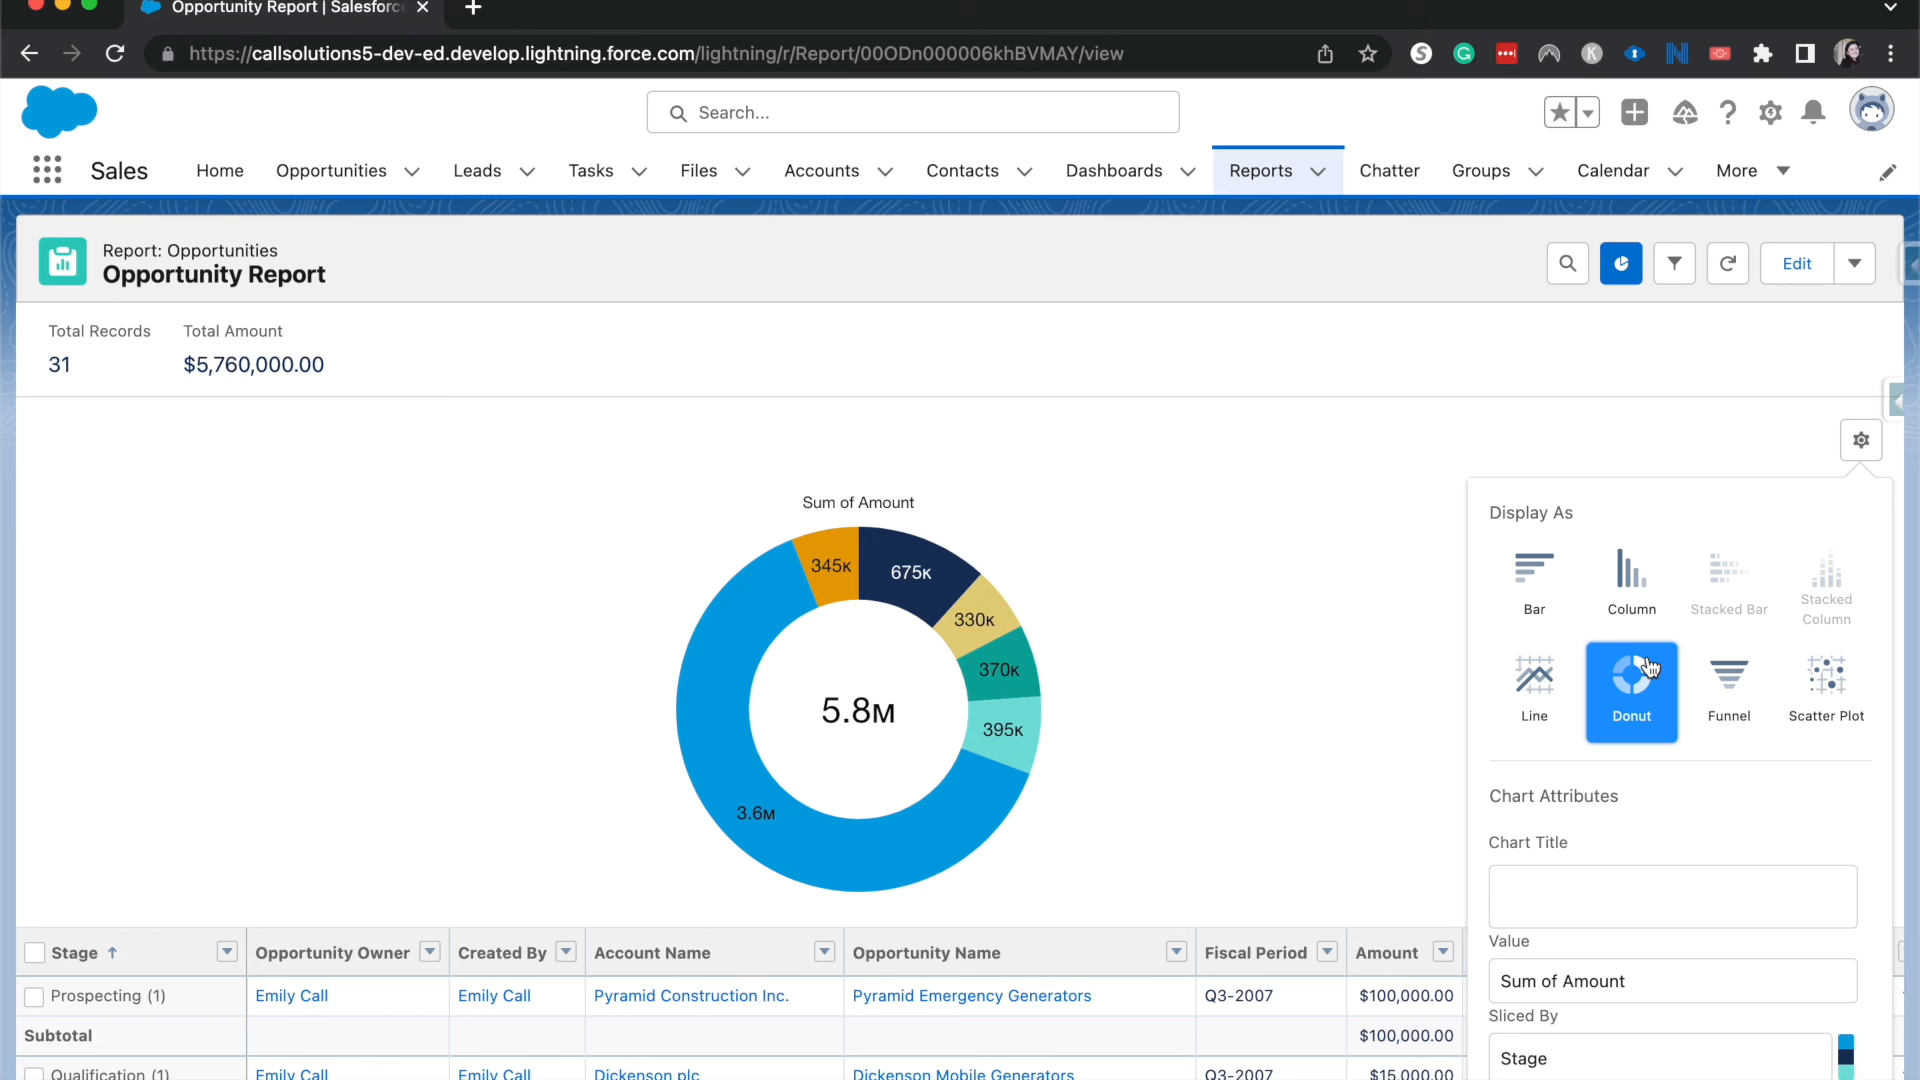 Opportunity Report | Salesforc
https://callsolutions5-dev-ed.develop.lightning.force.com/lightning/r/Report/00ODn000006khBVMAY/view
Search...
Sales
Home
Opportunities
Leads
Tasks
Files
Accounts
Contacts
Dashboards
Reports
Chatter
Groups
Calendar
More
Report: Opportunities
Opportunity Report
Edit
Total Records
Total Amount
31
$5,760,000.00
Sum of Amount
345K
675K
330K
370K
395K
5.8M
3.6M
Display As
Bar
Column
Stacked Bar
Stacked
Column
Line
Donut
Funnel
Scatter Plot
Chart Attributes
Chart Title
Value
Sum of Amount
Sliced By
Stage
Stage ↑
Opportunity Owner
Created By
Account Name
Opportunity Name
Fiscal Period
Amount
Prospecting (1)
Emily Call
Emily Call
Pyramid Construction Inc.
Pyramid Emergency Generators
Q3-2007
$100,000.00
Subtotal
$100,000.00
Qualification (1)
Emily Call
Emily Call
Dickenson plc
Dickenson Mobile Generators
Q3-2007
$15,000.00